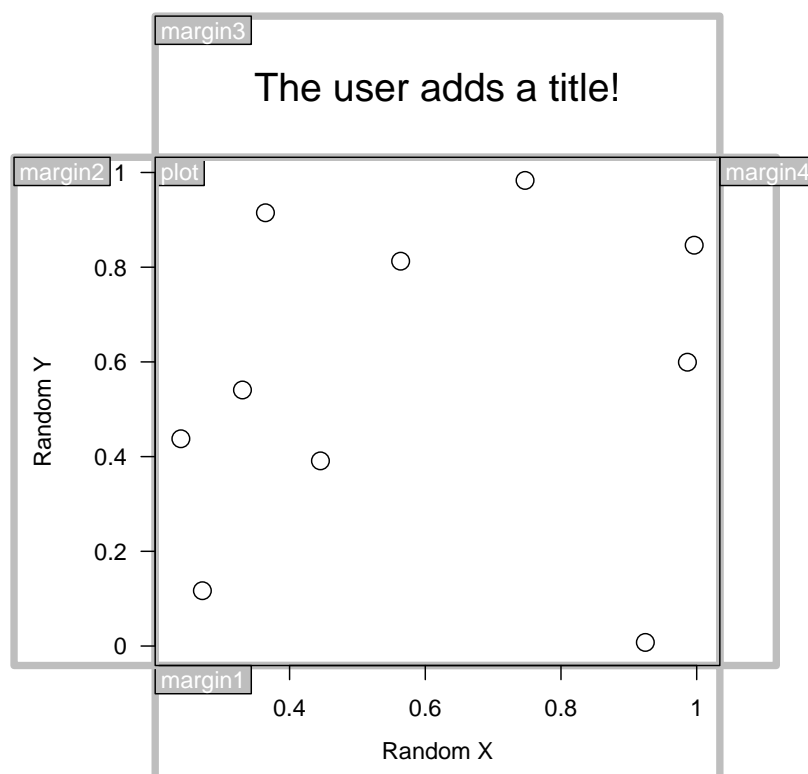 margin3
The user adds a title!
margin2
plot
margin4
1
0.8
0.6
0.4
0.2
0
Random Y
margin1
0.4
0.6
0.8
1
Random X